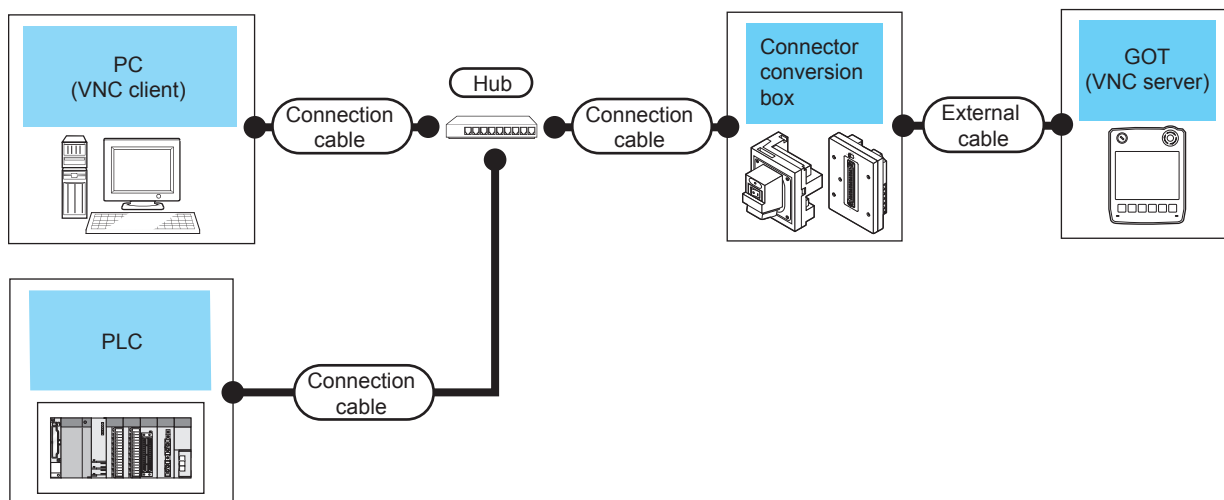 PC
(VNC client)
Connection
cable
Hub
Connection
cable
Connector
conversion
box
External
cable
GOT
(VNC server)
PLC
Connection
cable